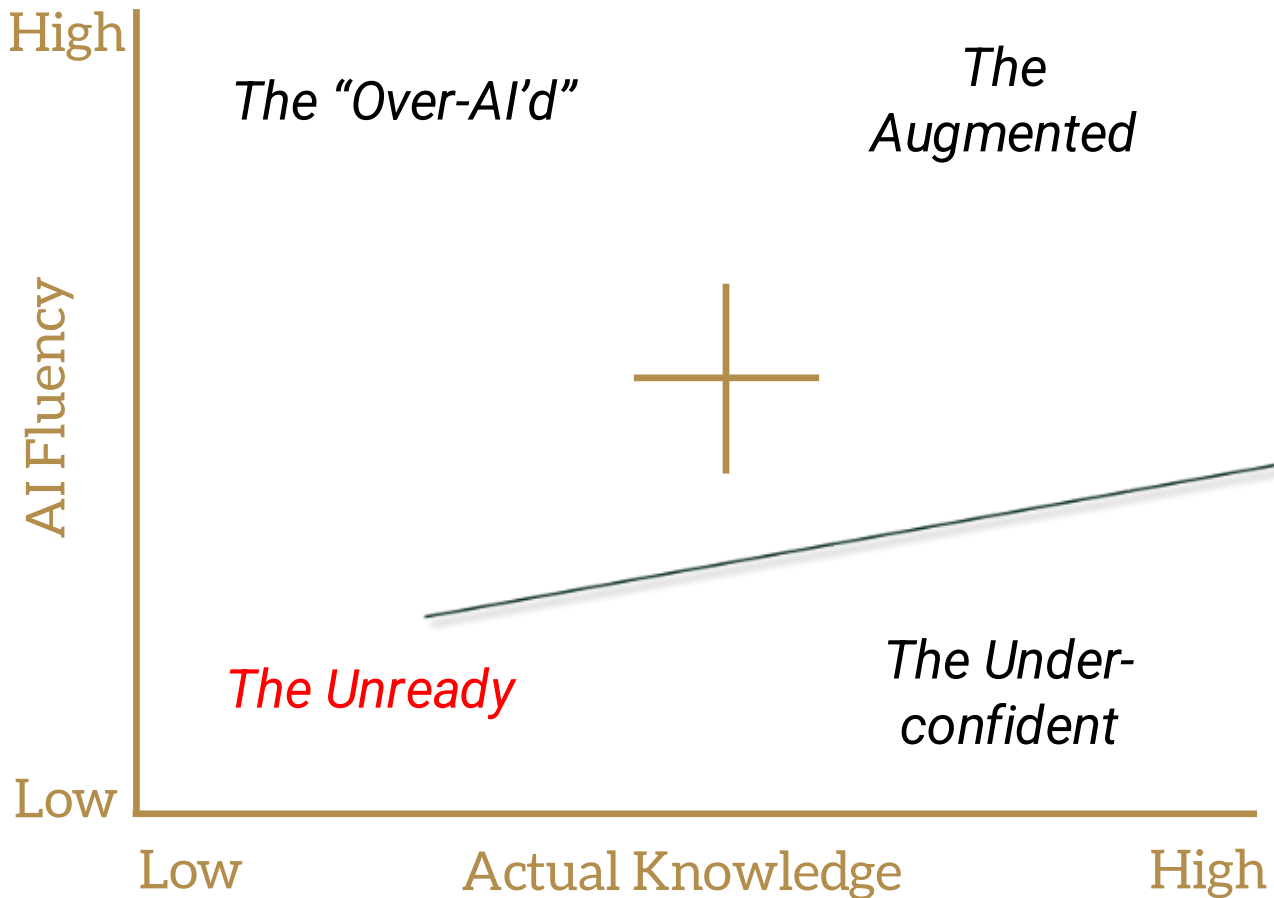 High
The “Over-AI’d”
The
Augmented
AI Fluency
The Unready
The Under-
confident
Low
Low
Actual Knowledge
High